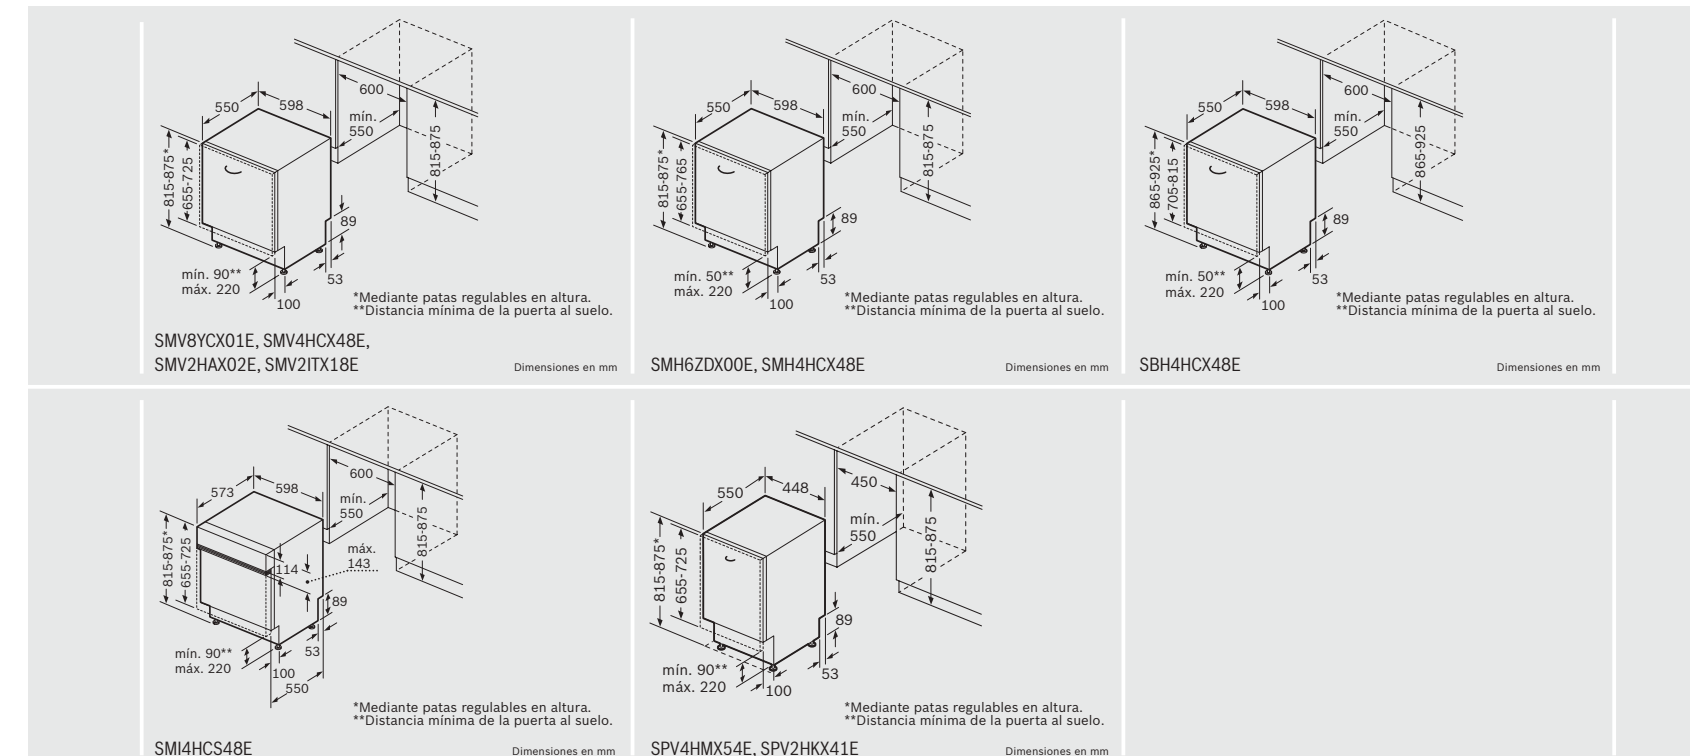 550
598
600
mín.
550
815-875
815-875*
655-725
89
53
100
mín. 90**
máx. 220
*Mediante patas regulables en altura.
**Distancia mínima de la puerta al suelo.
SMV8YCX01E, SMV4HCX48E,
SMV2HAX02E, SMV2ITX18E
Dimensiones en mm
550
598
600
mín.
550
815-875
815-875*
655-765
89
53
100
mín. 50**
máx. 220
*Mediante patas regulables en altura.
**Distancia mínima de la puerta al suelo.
SMH6ZDX00E, SMH4HCX48E
Dimensiones en mm
550
598
600
mín.
550
865-925
865-925*
705-815
89
53
100
mín. 50**
máx. 220
*Mediante patas regulables en altura.
**Distancia mínima de la puerta al suelo.
SBH4HCX48E
Dimensiones en mm
573
598
600
mín.
550
815-875
815-875*
655-725
114
máx.
143
89
53
100
550
mín. 90**
máx. 220
*Mediante patas regulables en altura.
**Distancia mínima de la puerta al suelo.
SMI4HCS48E
Dimensiones en mm
550
448
450
mín.
550
815-875
815-875*
655-725
89
53
100
mín. 90**
máx. 220
*Mediante patas regulables en altura.
**Distancia mínima de la puerta al suelo.
SPV4HMX54E, SPV2HKX41E
Dimensiones en mm